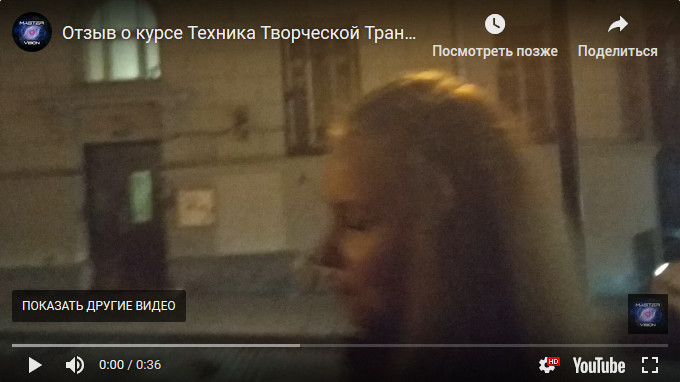 Отзыв о курсе Техника Творческой Тран...
Посмотреть позже
Поделиться
ПОКАЗАТЬ ДРУГИЕ ВИДЕО
MASTER
VISION
0:00 / 0:36
HD
YouTube